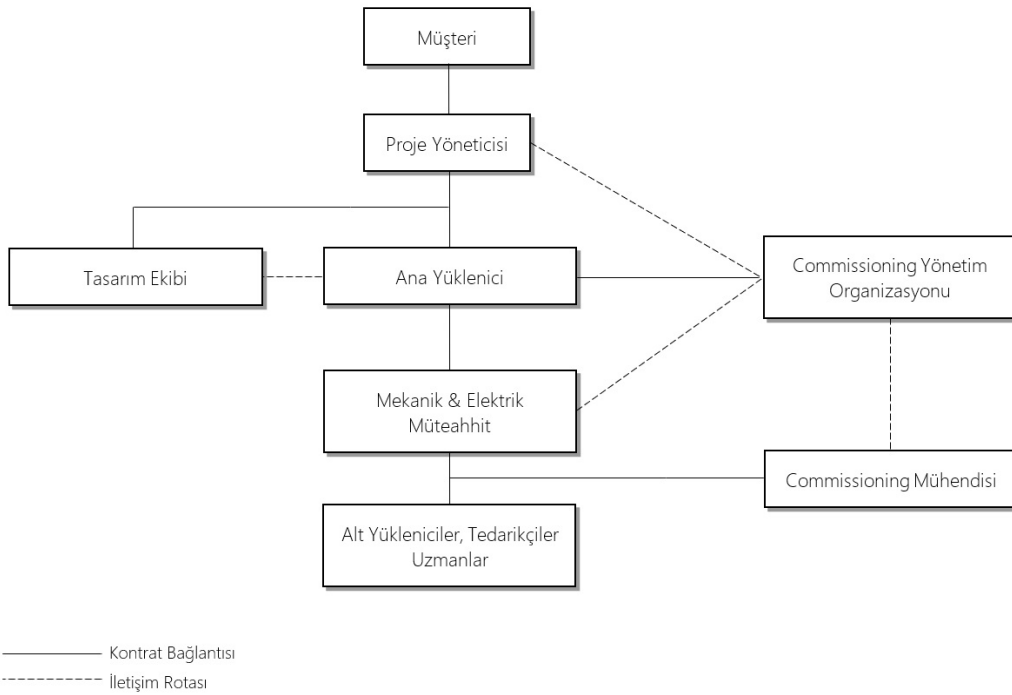 Müşteri
Proje Yöneticisi
Tasarım Ekibi
Ana Yüklenici
Commissioning Yönetim
Organizasyonu
Mekanik & Elektrik
Müteahhit
Commissioning Mühendisi
Alt Yükleniciler, Tedarikçiler
Uzmanlar
Kontrat Bağlantısı
İletişim Rotası